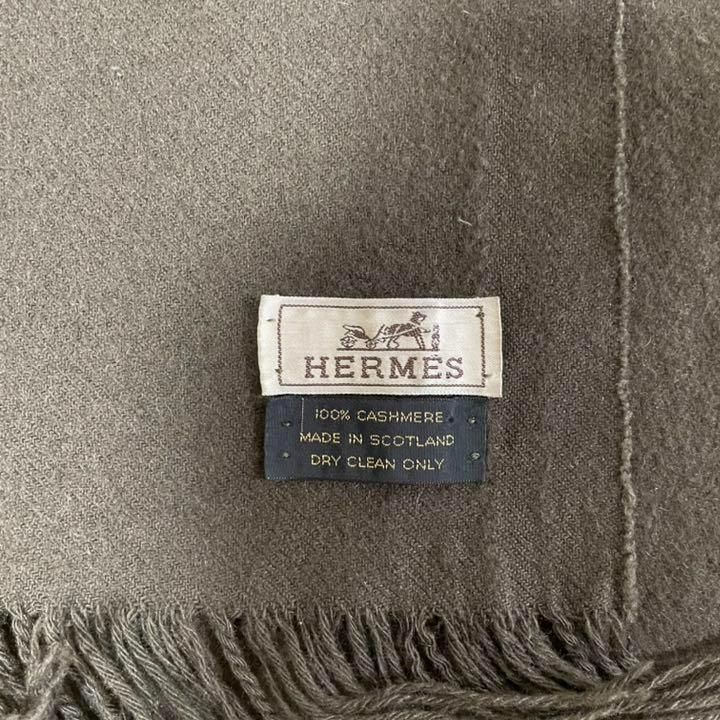 HERMÈS
100% CASHMERE
MADE IN SCOTLAND
DRY CLEAN ONLY